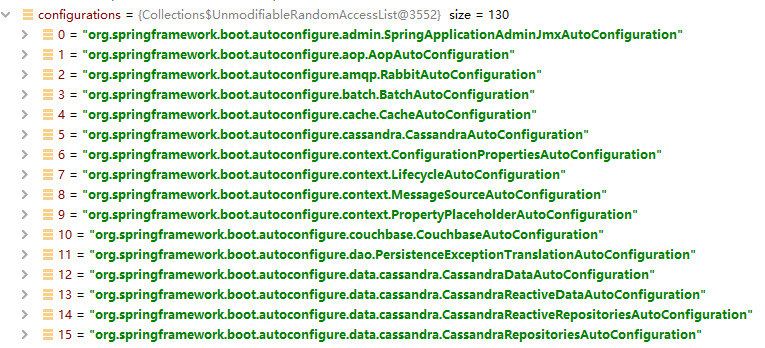 configurations = {Collections$UnmodifiableRandomAccessList@3552} size = 130
0 = "org.springframework.boot.autoconfigure.admin.SpringApplicationAdminJmxAutoConfiguration"
1 = "org.springframework.boot.autoconfigure.aop.AopAutoConfiguration"
2 = "org.springframework.boot.autoconfigure.amqp.RabbitAutoConfiguration"
3 = "org.springframework.boot.autoconfigure.batch.BatchAutoConfiguration"
4 = "org.springframework.boot.autoconfigure.cache.CacheAutoConfiguration"
5 = "org.springframework.boot.autoconfigure.cassandra.CassandraAutoConfiguration"
6 = "org.springframework.boot.autoconfigure.context.ConfigurationPropertiesAutoConfiguration"
7 = "org.springframework.boot.autoconfigure.context.LifecycleAutoConfiguration"
8 = "org.springframework.boot.autoconfigure.context.MessageSourceAutoConfiguration"
9 = "org.springframework.boot.autoconfigure.context.PropertyPlaceholderAutoConfiguration"
10 = "org.springframework.boot.autoconfigure.couchbase.CouchbaseAutoConfiguration"
11 = "org.springframework.boot.autoconfigure.dao.PersistenceExceptionTranslationAutoConfiguration"
12 = "org.springframework.boot.autoconfigure.data.cassandra.CassandraDataAutoConfiguration"
13 = "org.springframework.boot.autoconfigure.data.cassandra.CassandraReactiveDataAutoConfiguration"
14 = "org.springframework.boot.autoconfigure.data.cassandra.CassandraReactiveRepositoriesAutoConfiguration"
15 = "org.springframework.boot.autoconfigure.data.cassandra.CassandraRepositoriesAutoConfiguration"